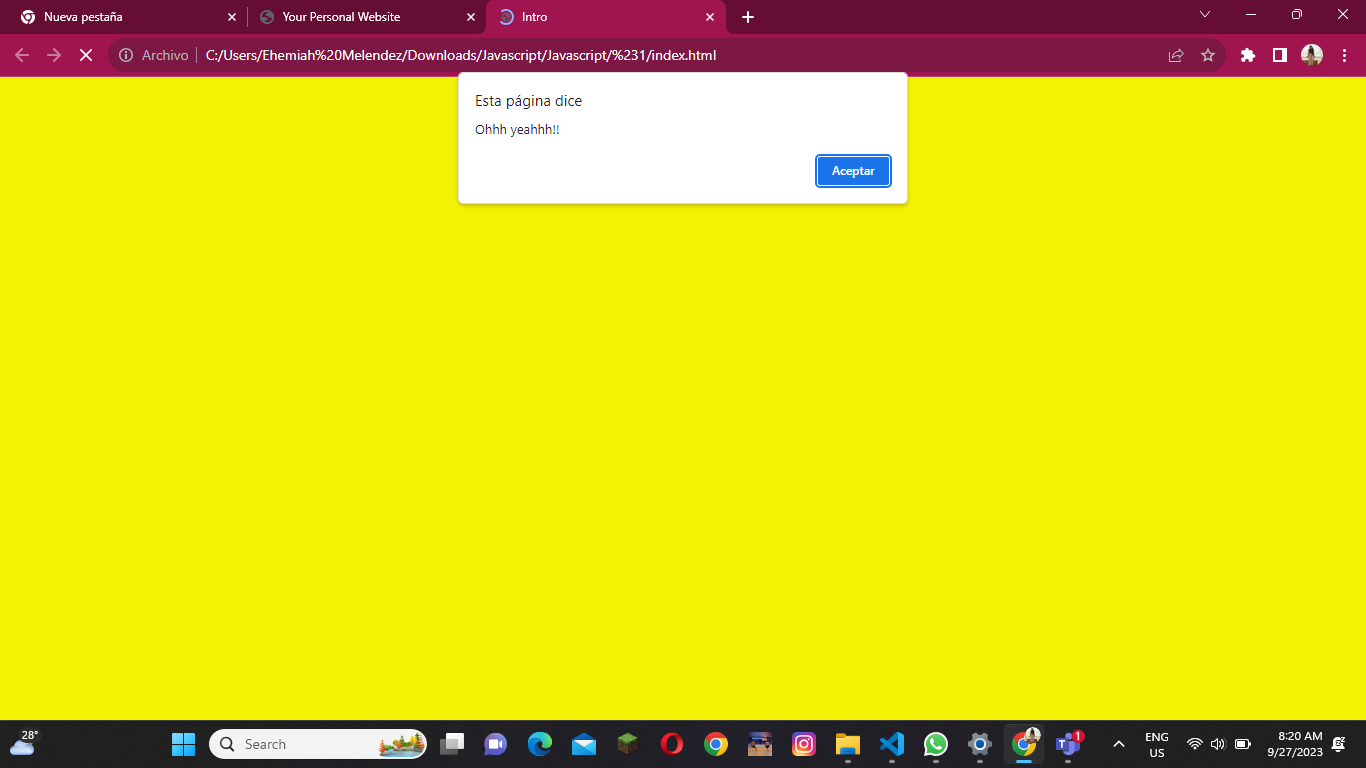 Nueva pestaña
Your Personal Website
Intro
Archivo
C:/Users/Ehemiah%20Melendez/Downloads/Javascript/Javascript/%231/index.html
Esta página dice
Ohhh yeahhh!!
Aceptar
28°
Search
1
ENG
US
8:20 AM
9/27/2023